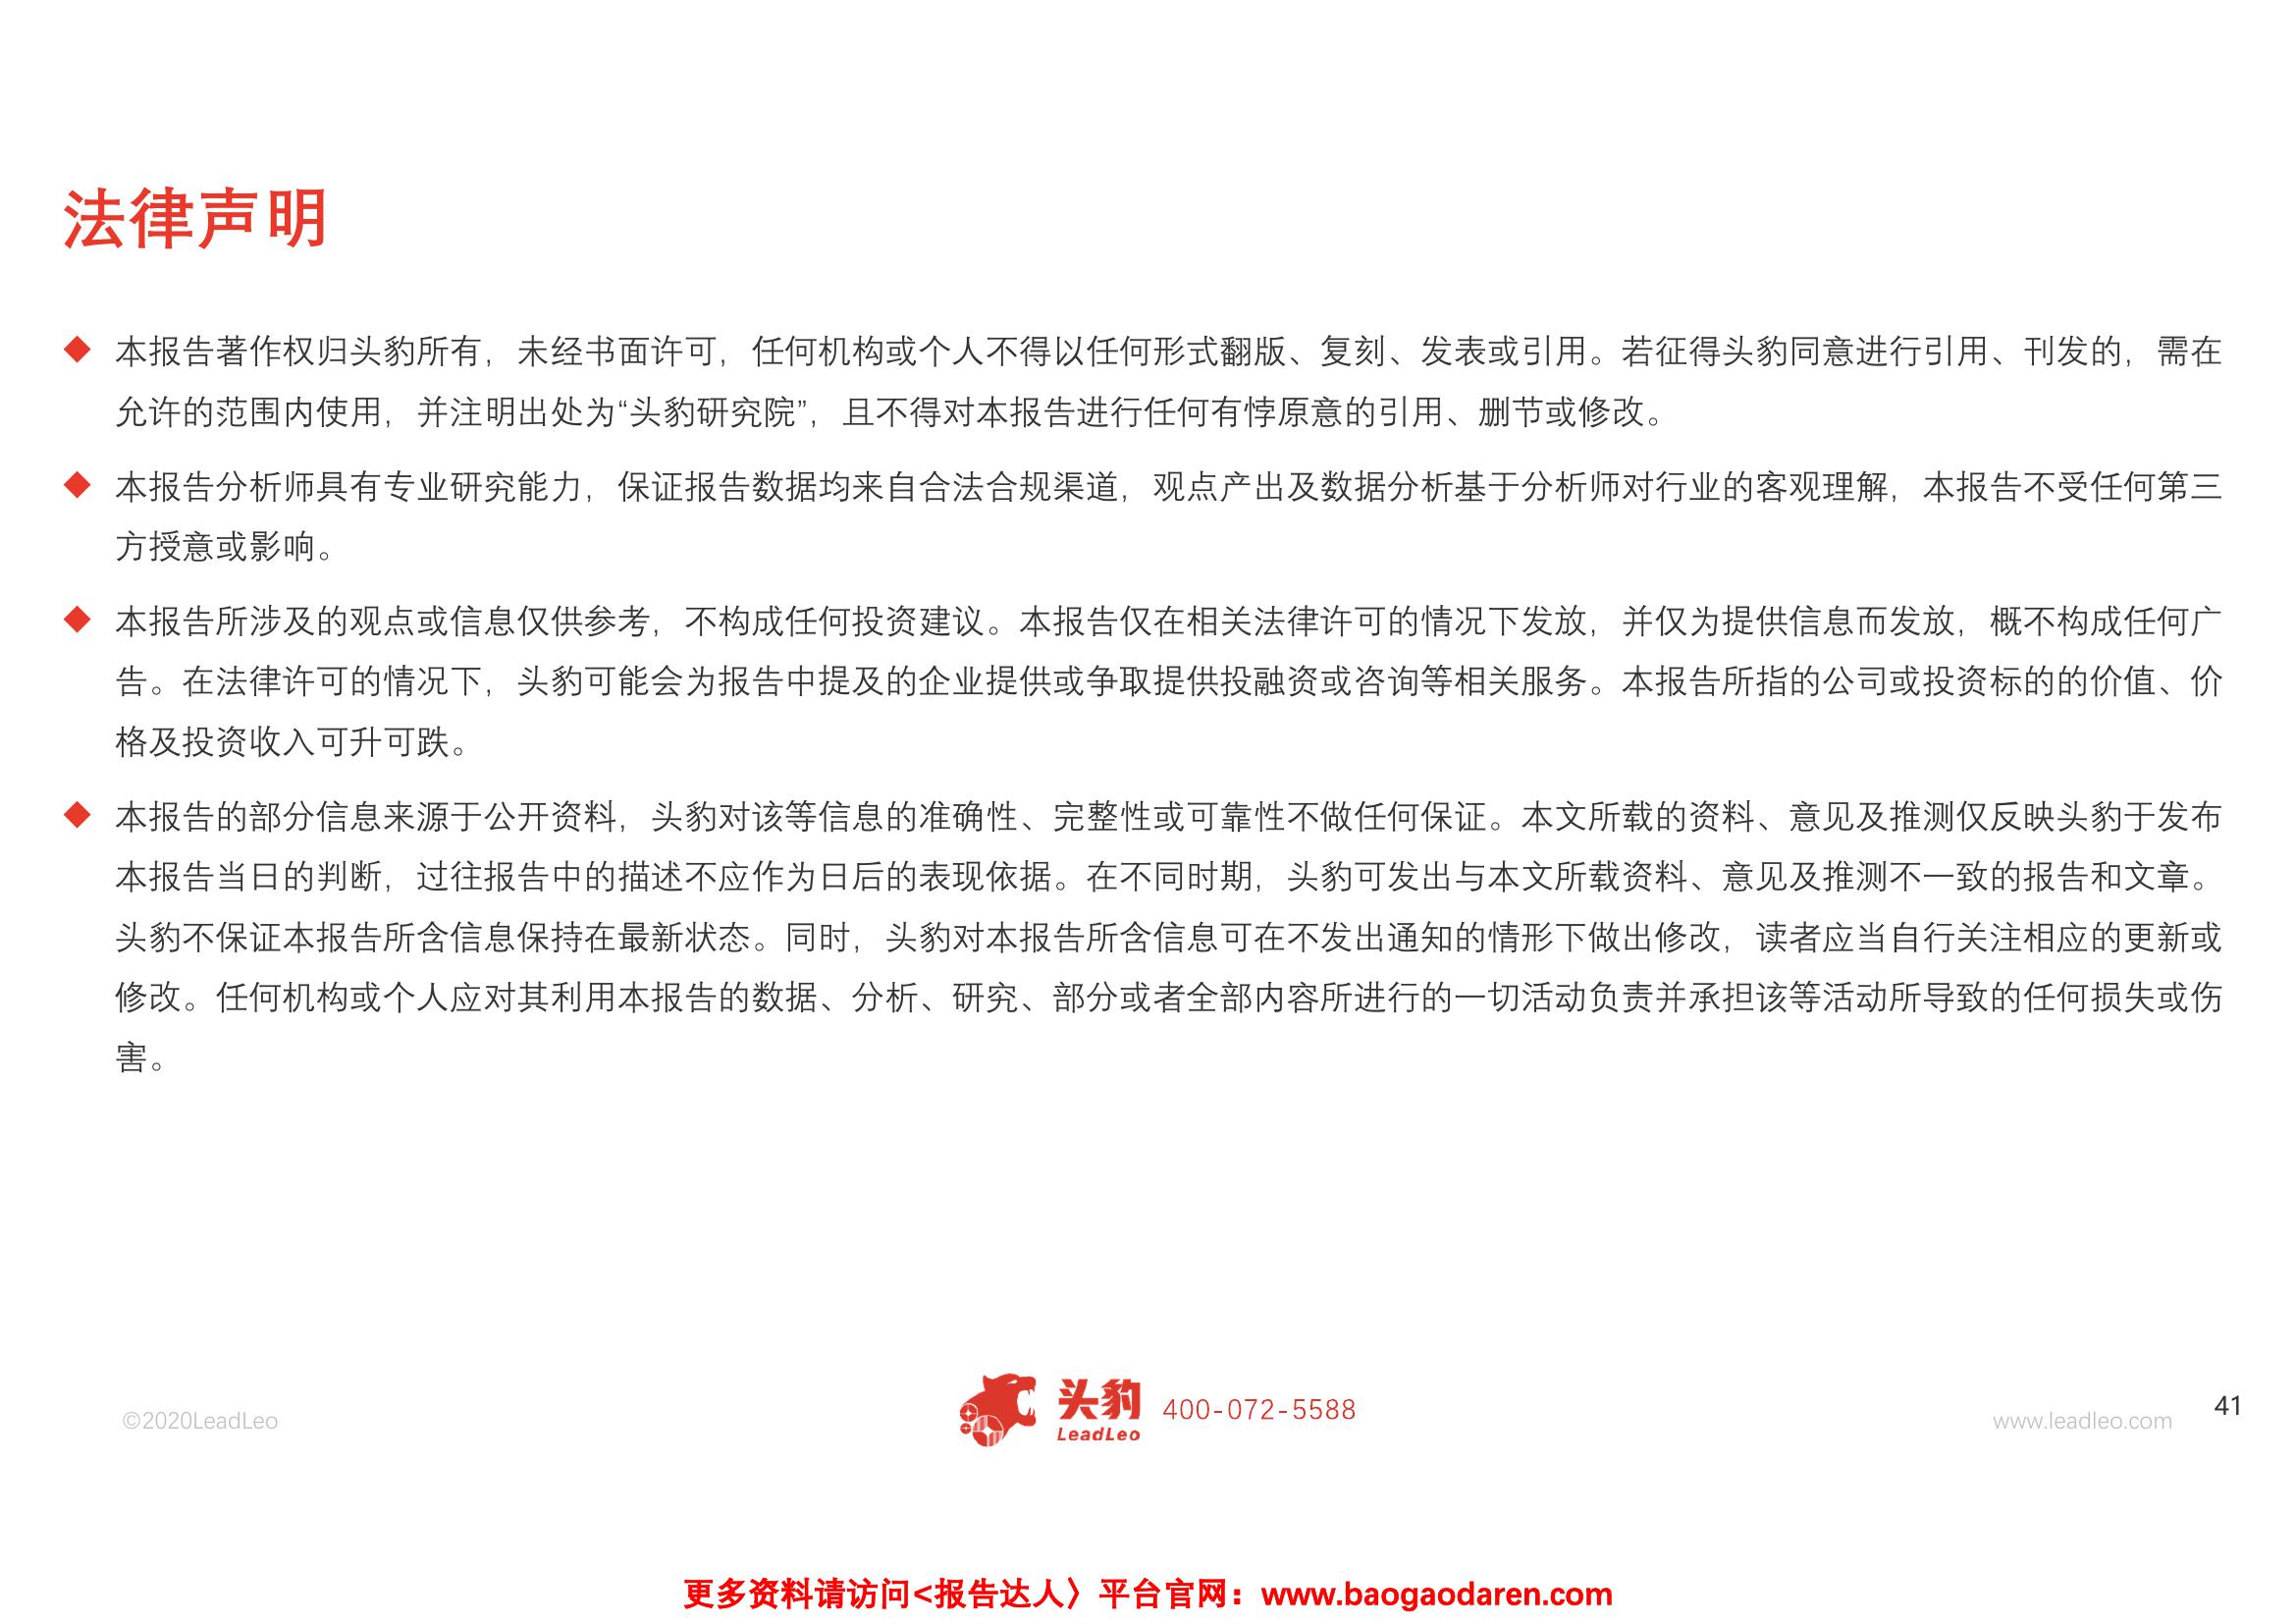 法律声明
◆ 本报告著作权归头豹所有，未经书面许可，任何机构或个人不得以任何形式翻版、复刻、发表或引用。若征得头豹同意进行引用、刊发的，需在
允许的范围内使用，并注明出处为“头豹研究院”，且不得对本报告进行任何有悖原意的引用、删节或修改。
◆ 本报告分析师具有专业研究能力，保证报告数据均来自合法合规渠道，观点产出及数据分析基于分析师对行业的客观理解，本报告不受任何第三
方授意或影响。
◆ 本报告所涉及的观点或信息仅供参考，不构成任何投资建议。本报告仅在相关法律许可的情况下发放，并仅为提供信息而发放，概不构成任何广
告。在法律许可的情况下，头豹可能会为报告中提及的企业提供或争取提供投融资或咨询等相关服务。本报告所指的公司或投资标的的价值、价
格及投资收入可升可跌。
◆ 本报告的部分信息来源于公开资料，头豹对该等信息的准确性、完整性或可靠性不做任何保证。本文所载的资料、意见及推测仅反映头豹于发布
本报告当日的判断，过往报告中的描述不应作为日后的表现依据。在不同时期，头豹可发出与本文所载资料、意见及推测不一致的报告和文章。
头豹不保证本报告所含信息保持在最新状态。同时，头豹对本报告所含信息可在不发出通知的情形下做出修改，读者应当自行关注相应的更新或
修改。任何机构或个人应对其利用本报告的数据、分析、研究、部分或者全部内容所进行的一切活动负责并承担该等活动所导致的任何损失或伤
害。
©2020LeadLeo
头豹
LeadLeo
400-072-5588
www.leadleo.com
41
更多资料请访问<报告达人〉平台官网：www.baogaodaren.com